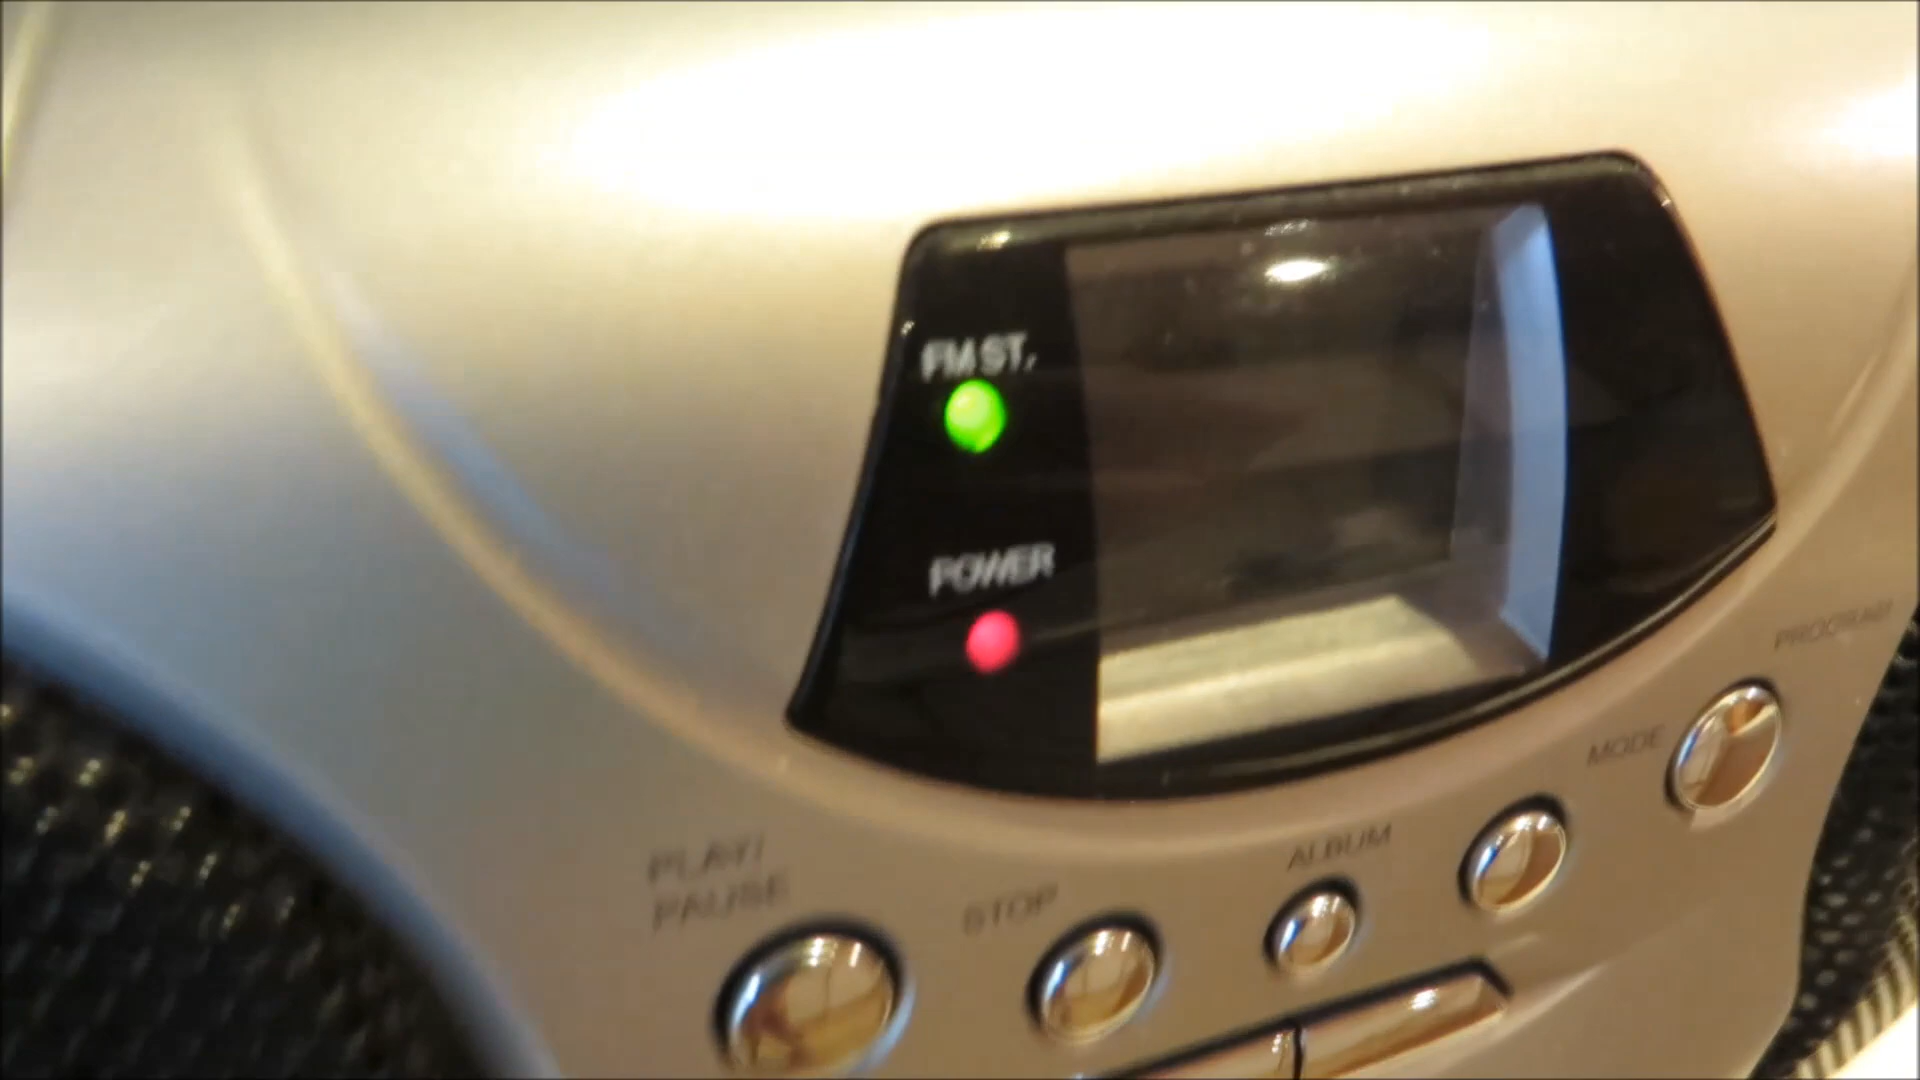 FM ST.
POWER
PROGRAM
MODE
ALBUM
PLAY/
PAUSE
STOP